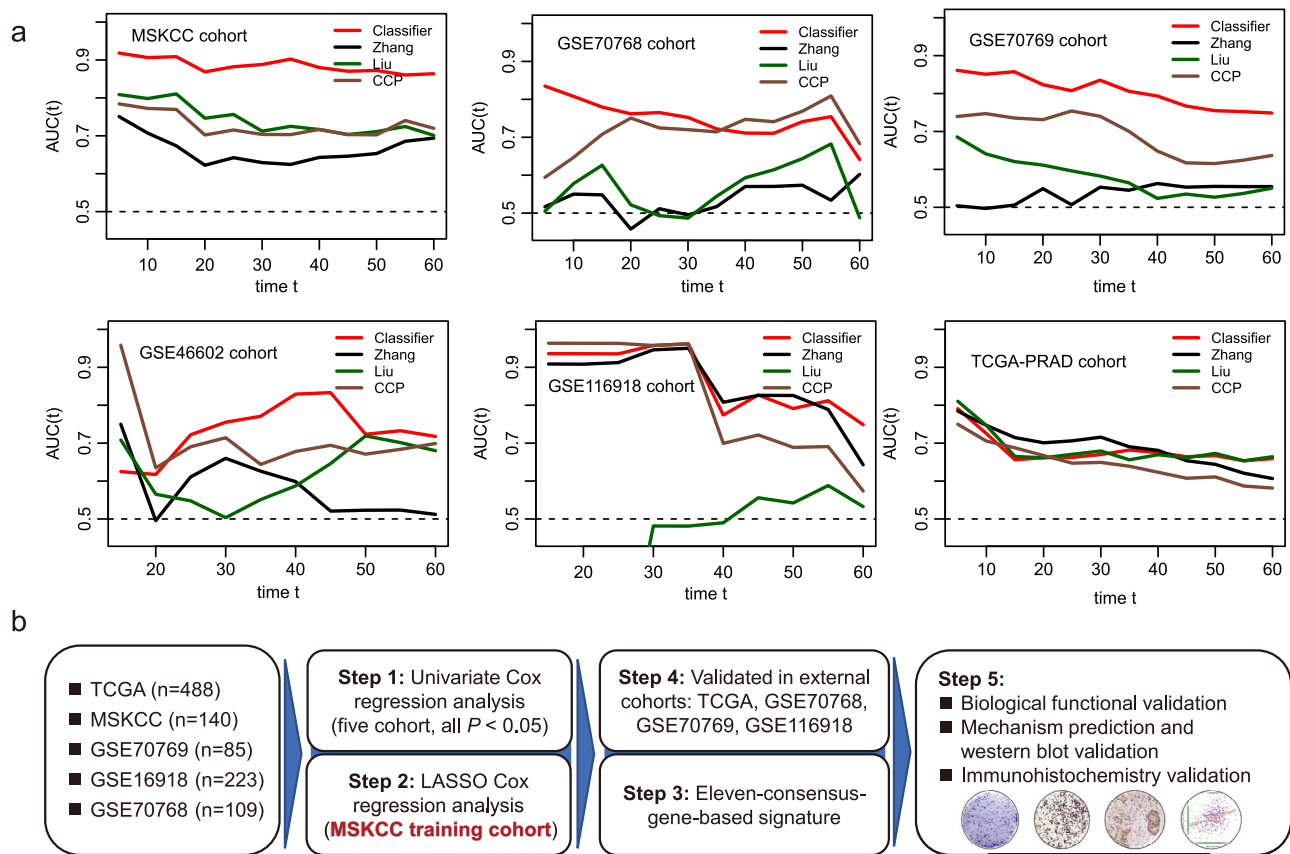 a
MSKCC cohort
Classifier
Zhang
Liu
CCP
AUC(t)
0.5 0.7 0.9
10 20 30 40 50 60
time t
GSE70768 cohort
Classifier
Zhang
Liu
CCP
AUC(t)
0.5 0.7 0.9
10 20 30 40 50 60
time t
GSE70769 cohort
Classifier
Zhang
Liu
CCP
AUC(t)
0.5 0.7 0.9
10 20 30 40 50 60
time t
GSE46602 cohort
Classifier
Zhang
Liu
CCP
AUC(t)
0.5 0.7 0.9
20 30 40 50 60
time t
GSE116918 cohort
Classifier
Zhang
Liu
CCP
AUC(t)
0.5 0.7 0.9
20 30 40 50 60
time t
TCGA-PRAD cohort
Classifier
Zhang
Liu
CCP
AUC(t)
0.5 0.7 0.9
10 20 30 40 50 60
time t
b
TCGA (n=488)
MSKCC (n=140)
GSE70769 (n=85)
GSE16918 (n=223)
GSE70768 (n=109)
Step 1: Univariate Cox
regression analysis
(five cohort, all P < 0.05)
Step 2: LASSO Cox
regression analysis
(MSKCC training cohort)
Step 4: Validated in external
cohorts: TCGA, GSE70768,
GSE70769, GSE116918
Step 3: Eleven-consensus-
gene-based signature
Step 5:
Biological functional validation
Mechanism prediction and
western blot validation
Immunohistochemistry validation